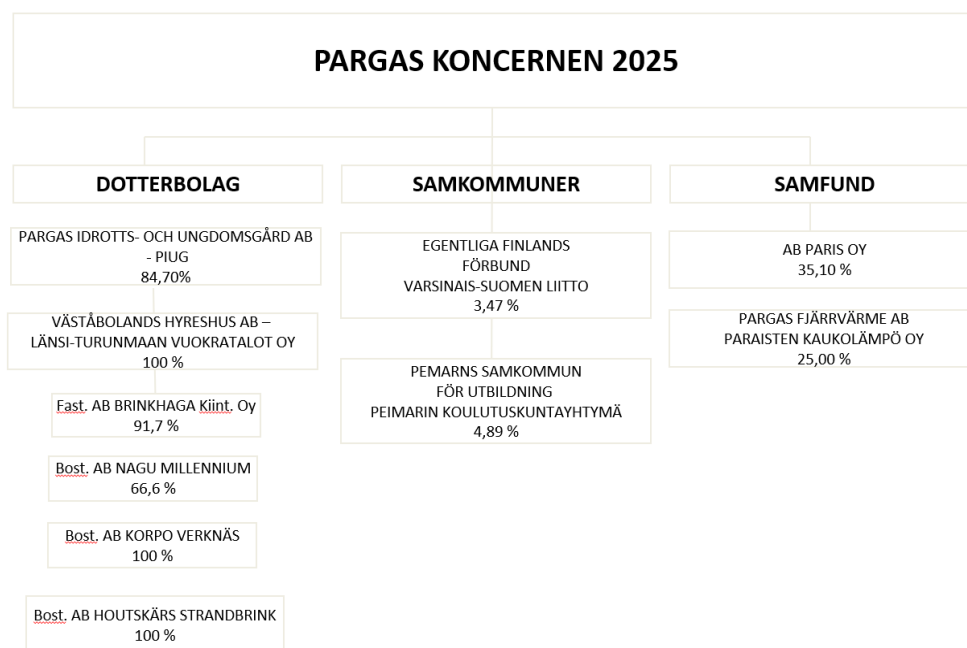 PARGAS KONCERNEN 2025
DOTTERBOLAG
PARGAS IDROTTS- OCH UNGDOMSGÅRD AB
- PIUG
84,70%
VÄSTÅBOLANDS HYRESHUS AB –
LÄNSI-TURUNMAAN VUOKRATALOT OY
100 %
Fast. AB BRINKHAGA Kiint. Oy
91,7 %
Bost. AB NAGU MILLENNIUM
66,6 %
Bost. AB KORPO VERKNÄS
100 %
Bost. AB HOUTSKÄRS STRANDBRINK
100 %
SAMKOMMUNER
EGENTLIGA FINLANDS
FÖRBUND
VARSINAIS-SUOMEN LIITTO
3,47 %
PEMARNS SAMKOMMUN
FÖR UTBILDNING
PEIMARIN KOULUTUSKUNTAYHTYMÄ
4,89 %
SAMFUND
AB PARIS OY
35,10 %
PARGAS FJÄRRVÄRME AB
PARAISTEN KAUKOLÄMPÖ OY
25,00 %